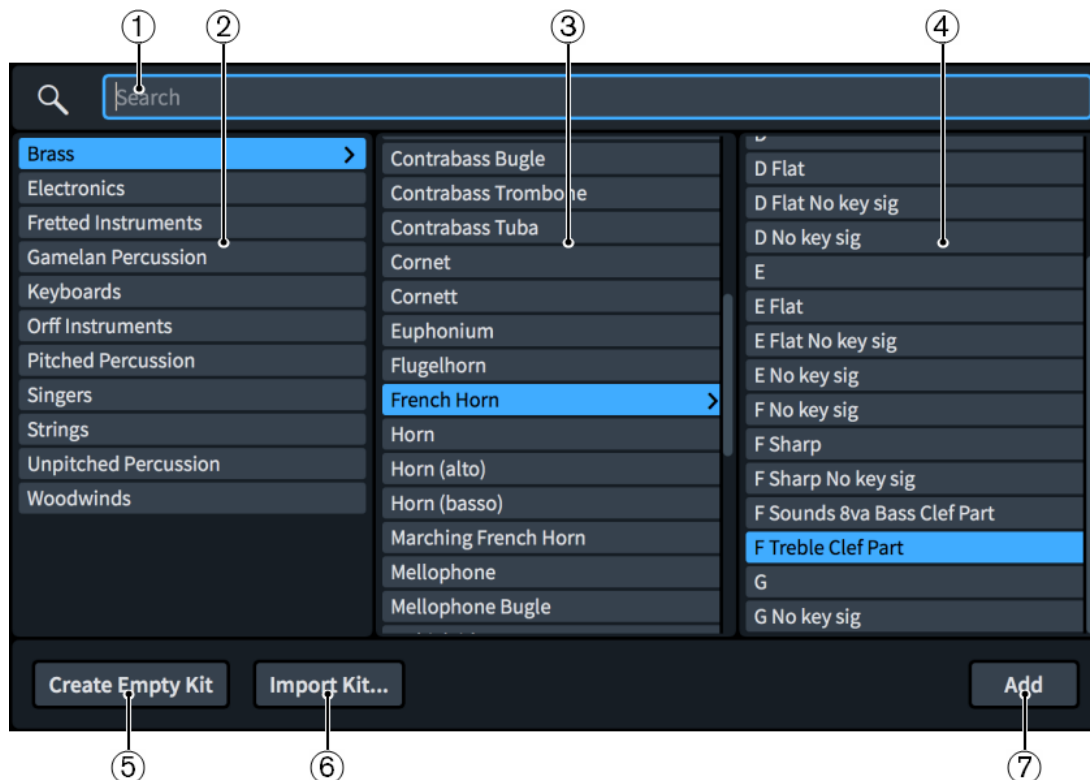 ① ② ③ ④
Search
Brass
Electronics
Fretted Instruments
Gamelan Percussion
Keyboards
Orff Instruments
Pitched Percussion
Singers
Strings
Unpitched Percussion
Woodwinds
Contrabass Bugle
Contrabass Trombone
Contrabass Tuba
Cornet
Cornett
Euphonium
Flugelhorn
French Horn
Horn
Horn (alto)
Horn (basso)
Marching French Horn
Mellophone
Mellophone Bugle
D Flat
D Flat No key sig
D No key sig
E
E Flat
E Flat No key sig
E No key sig
F No key sig
F Sharp
F Sharp No key sig
F Sounds 8va Bass Clef Part
F Treble Clef Part
G
G No key sig
Create Empty Kit
Import Kit...
Add
⑤ ⑥ ⑦